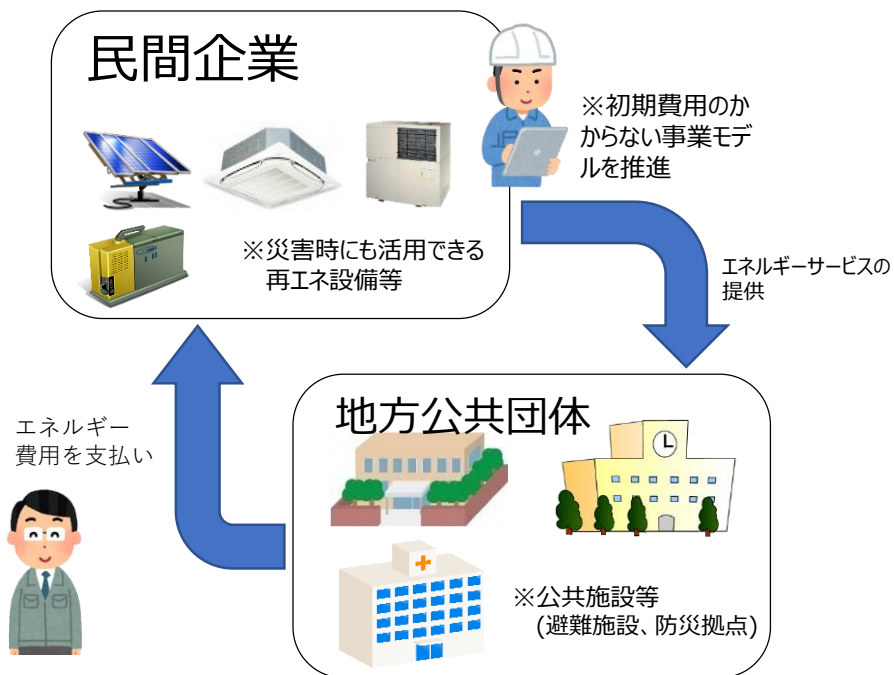 民間企業
※初期費用のか
からない事業モデ
ルを推進
※災害時にも活用できる
再エネ設備等
エネルギーサービスの
提供
エネルギー
費用を支払い
地方公共団体
※公共施設等
(避難施設、防災拠点)